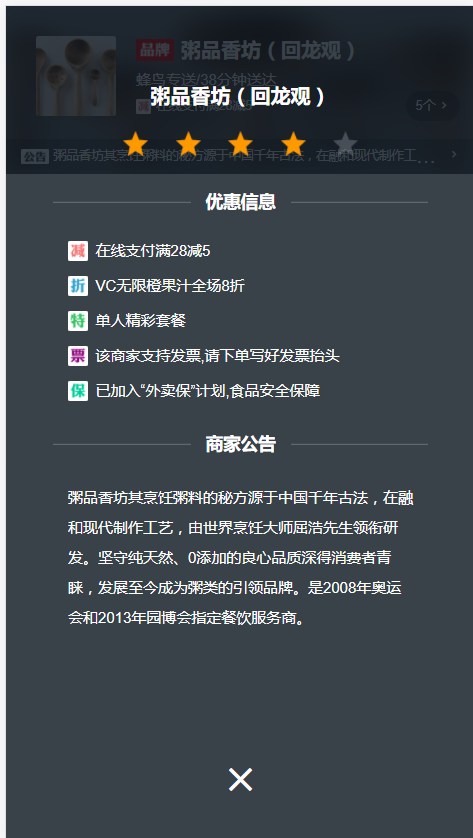 品牌 粥品香坊（回龙观）
蜂鸟专送/38分钟送达
粥品香坊（回龙观）
5个 >
公告 粥品香坊其烹饪粥料的秘方源于中国千年古法，在融和现代制作工... >
优惠信息
减 在线支付满28减5
折 VC无限橙果汁全场8折
特 单人精彩套餐
票 该商家支持发票,请下单写好发票抬头
保 已加入“外卖保”计划,食品安全保障
商家公告
粥品香坊其烹饪粥料的秘方源于中国千年古法，在融
和现代制作工艺，由世界烹饪大师屈浩先生领衔研
发。坚守纯天然、0添加的良心品质深得消费者青
睐，发展至今成为粥类的引领品牌。是2008年奥运
会和2013年园博会指定餐饮服务商。